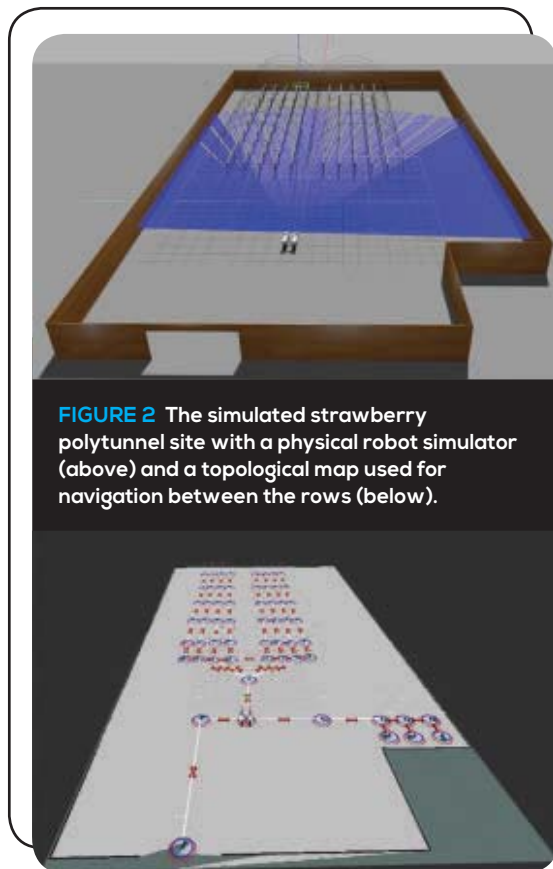 FIGURE 2 The simulated strawberry
polytunnel site with a physical robot simulator
(above) and a topological map used for
navigation between the rows (below).